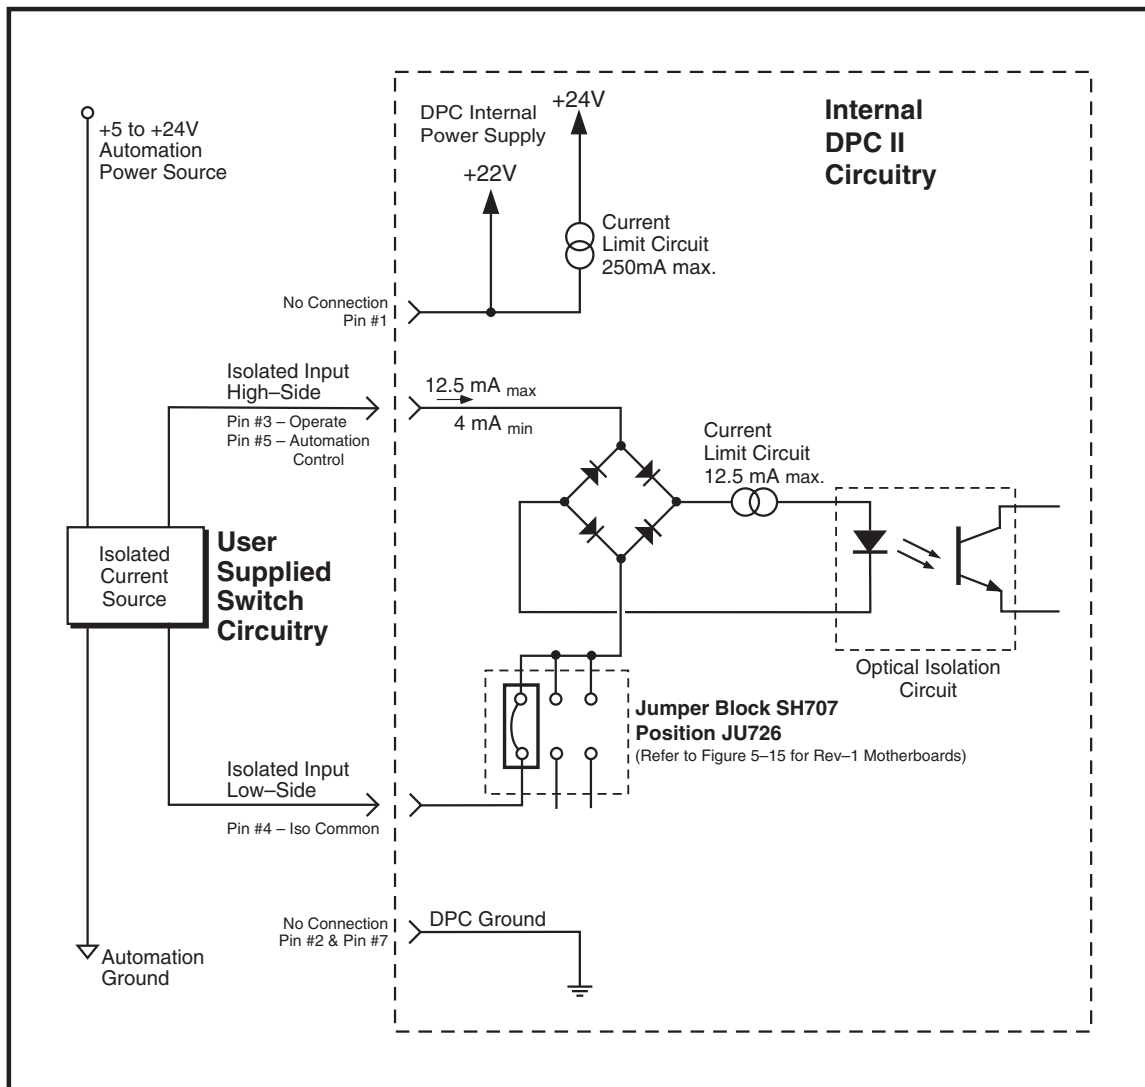 +5 to +24V
Automation
Power Source
DPC Internal
Power Supply
+24V
+22V
Internal
DPC II
Circuitry
Current
Limit Circuit
250mA max.
No Connection
Pin #1
Isolated Input
High–Side
Pin #3 – Operate
Pin #5 – Automation
Control
12.5 mA max
4 mA min
Current
Limit Circuit
12.5 mA max.
Isolated
Current
Source
User
Supplied
Switch
Circuitry
Optical Isolation
Circuit
Jumper Block SH707
Position JU726
(Refer to Figure 5–15 for Rev–1 Motherboards)
Isolated Input
Low–Side
Pin #4 – Iso Common
No Connection
Pin #2 & Pin #7
DPC Ground
Automation
Ground